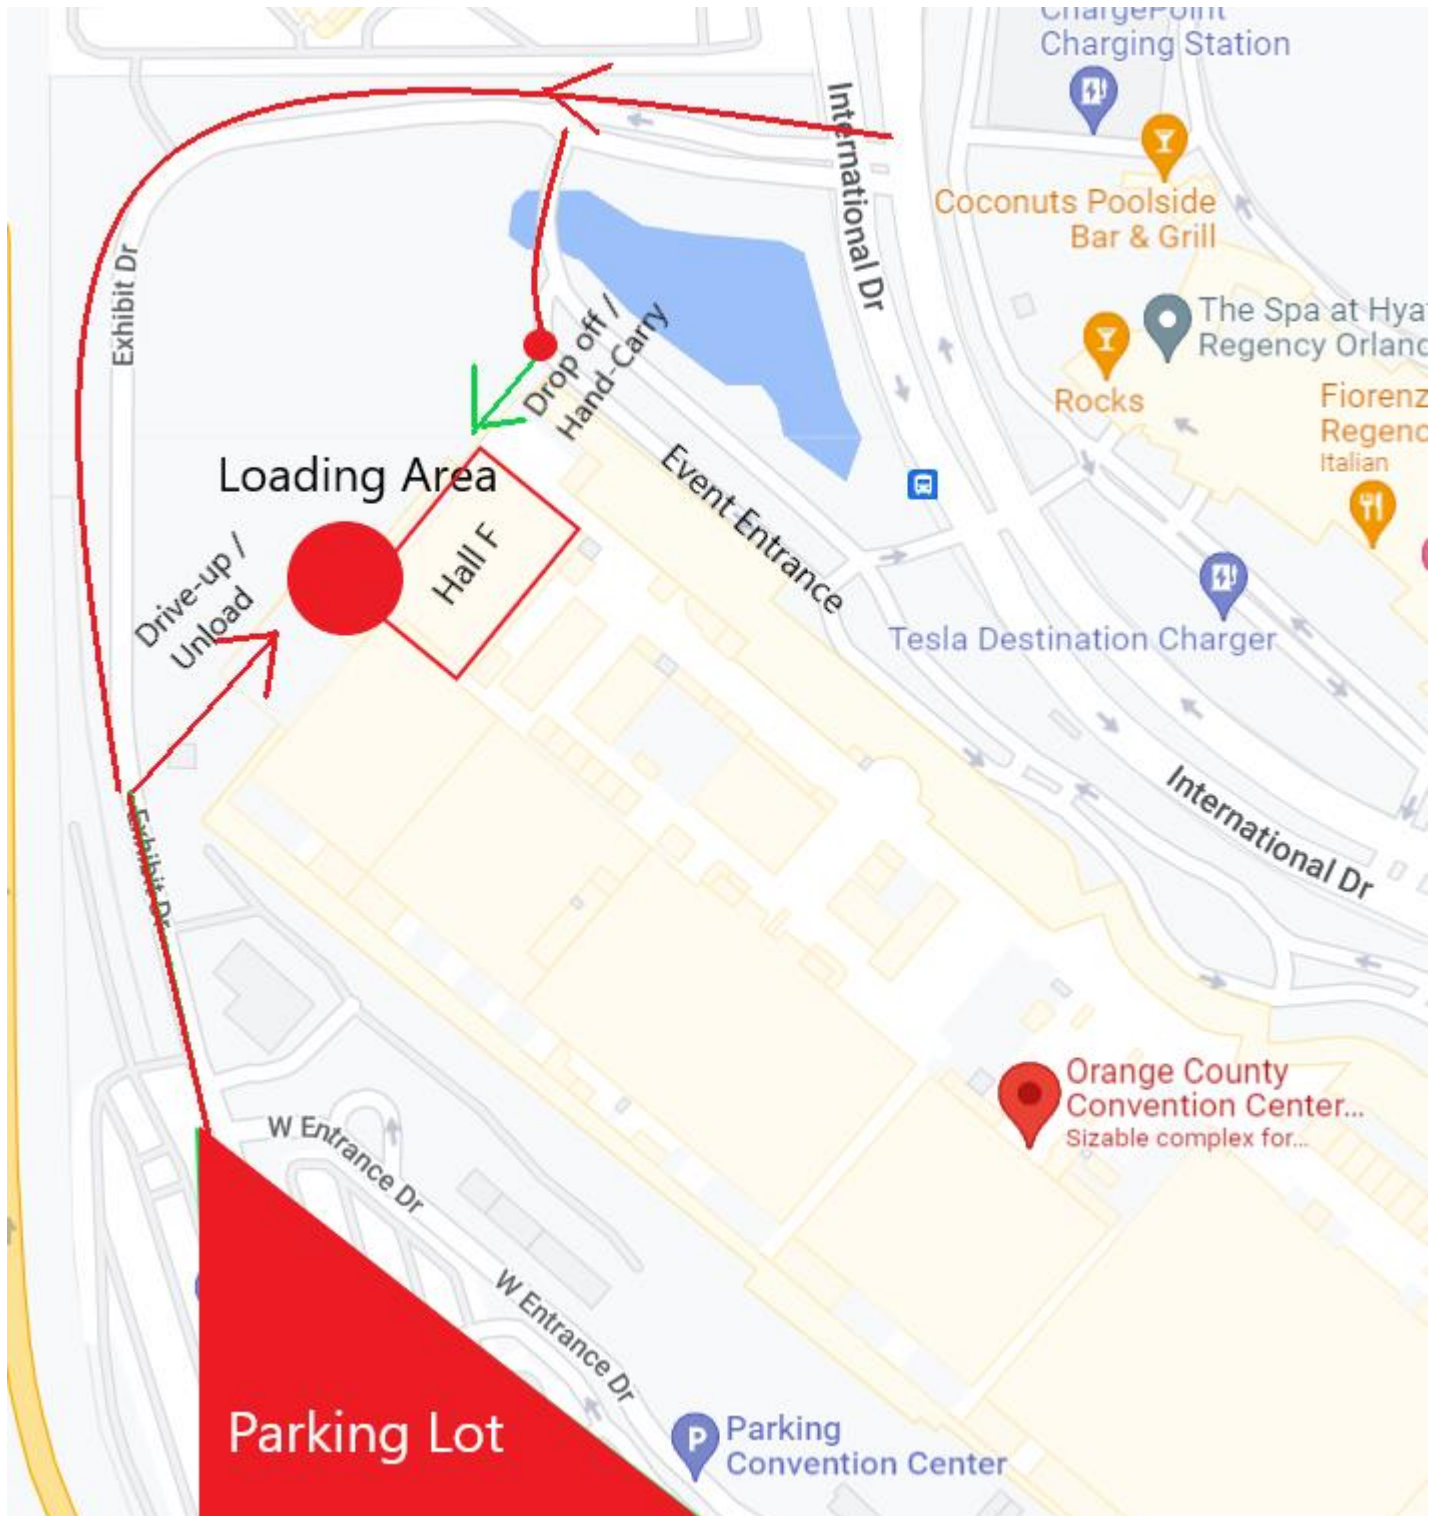 ChargePoint
Charging Station
International Dr
Coconuts Poolside
Bar & Grill
Exhibit Dr
The Spa at Hya
Regency Orlanc
Drop off /
Hand-Carry
Rocks
Fiorenz
Regenc
Italian
Loading Area
Event Entrance
Hall F
Drive-up /
Unload
Tesla Destination Charger
International Dr
Exhibit Dr
Orange County
Convention Center...
Sizable complex for...
W Entrance Dr
W Entrance Dr
Parking Lot
P
Parking
Convention Center